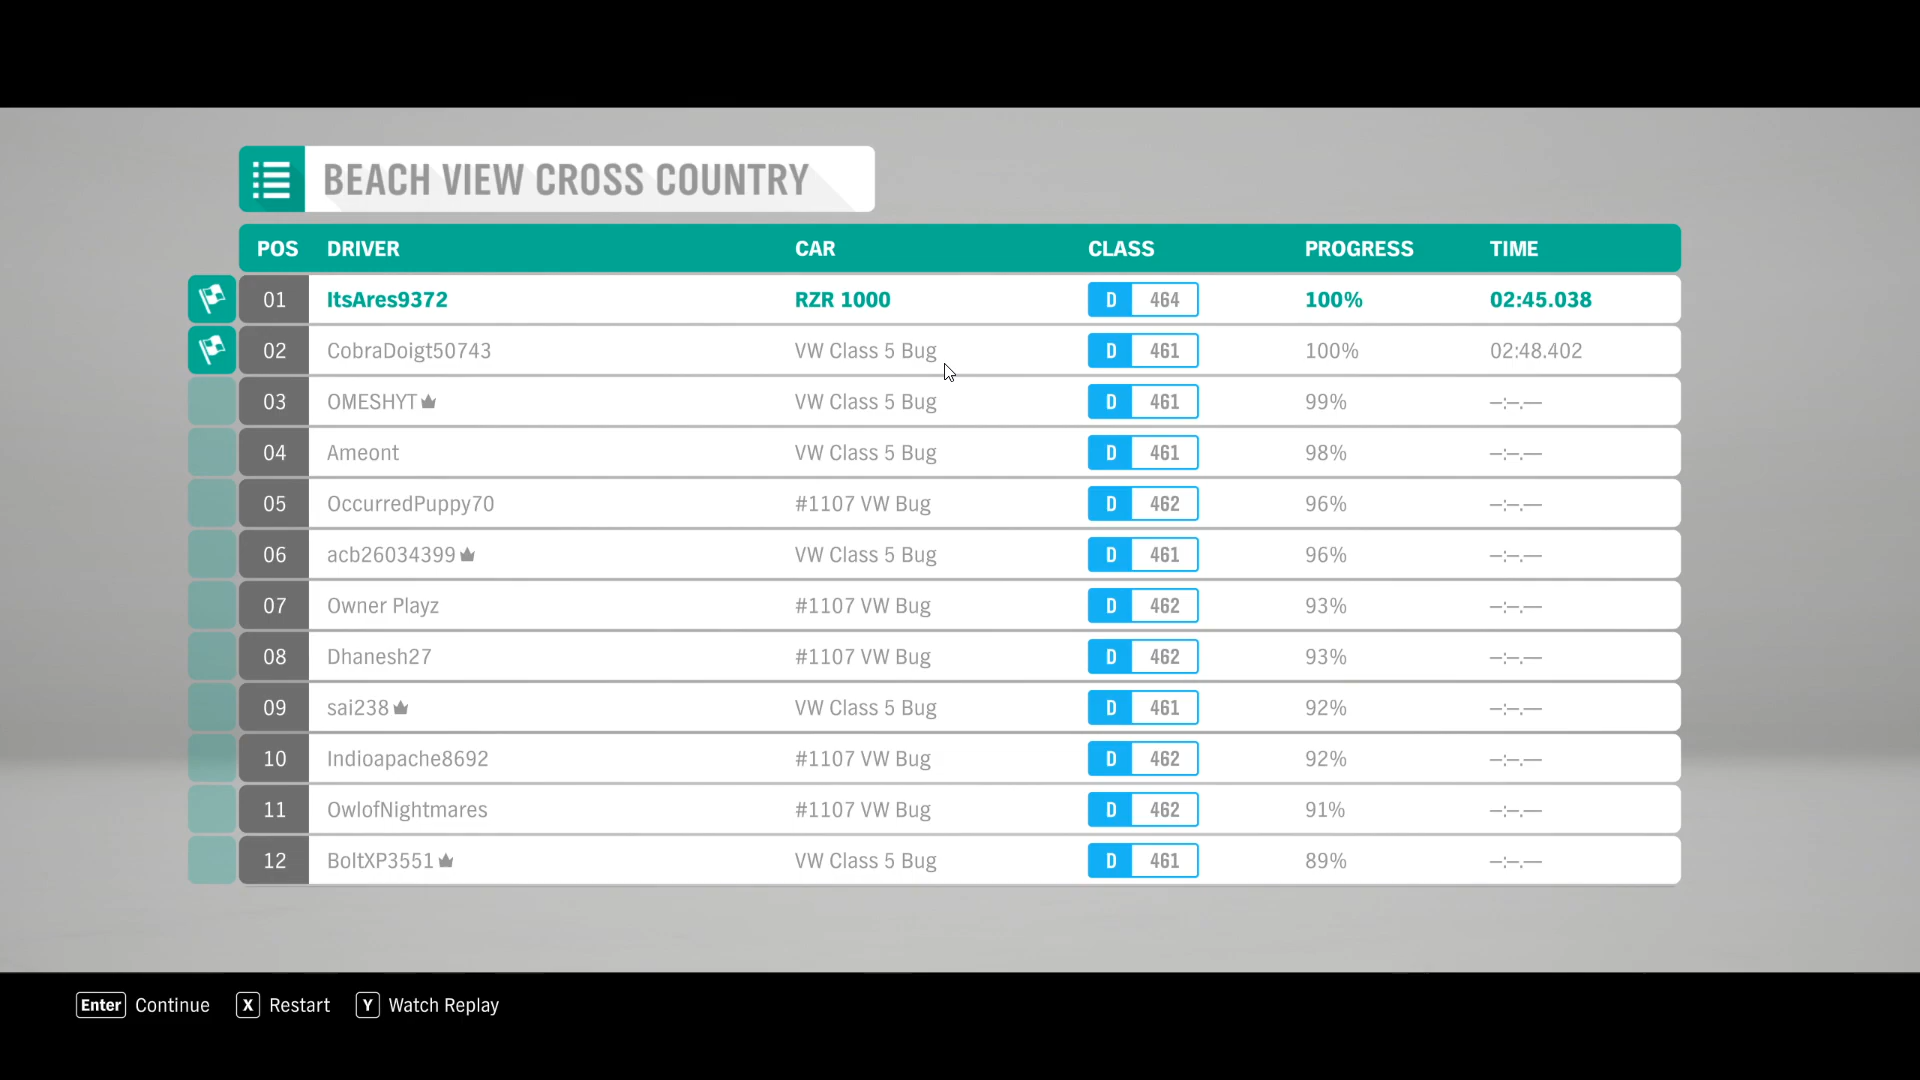 BEACH VIEW CROSS COUNTRY
POS DRIVER CAR CLASS PROGRESS TIME
01 ItsAres9372 RZR 1000 D 464 100% 02:45.038
02 CobraDoigt50743 VW Class 5 Bug D 461 100% 02:48.402
03 OMESHYT VW Class 5 Bug D 461 99% –:–.––
04 Ameont VW Class 5 Bug D 461 98% –:–.––
05 OccurredPuppy70 #1107 VW Bug D 462 96% –:–.––
06 acb26034399 VW Class 5 Bug D 461 96% –:–.––
07 Owner Playz #1107 VW Bug D 462 93% –:–.––
08 Dhanesh27 #1107 VW Bug D 462 93% –:–.––
09 sai238 VW Class 5 Bug D 461 92% –:–.––
10 Indioapache8692 #1107 VW Bug D 462 92% –:–.––
11 OwlofNightmares #1107 VW Bug D 462 91% –:–.––
12 BoltXP3551 VW Class 5 Bug D 461 89% –:–.––
Enter Continue X Restart Y Watch Replay